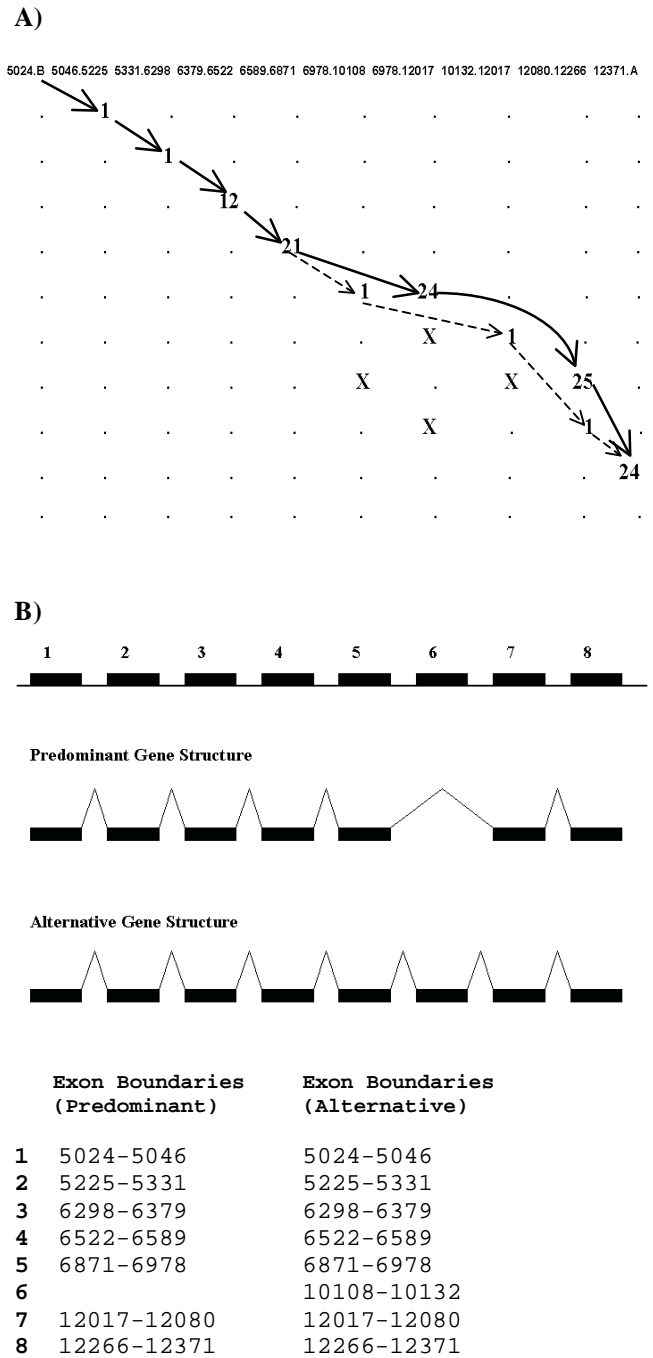 A)
5024.B 5046.5225 5331.6298 6379.6522 6589.6871 6978.10108 6978.12017 10132.12017 12080.12266 12371.A
1
1
12
21
1 24
X 1
X X 25
X 1
24
B)
1 2 3 4 5 6 7 8
Predominant Gene Structure
Alternative Gene Structure
Exon Boundaries Exon Boundaries
(Predominant) (Alternative)
1 5024-5046 5024-5046
2 5225-5331 5225-5331
3 6298-6379 6298-6379
4 6522-6589 6522-6589
5 6871-6978 6871-6978
6 10108-10132
7 12017-12080 12017-12080
8 12266-12371 12266-12371